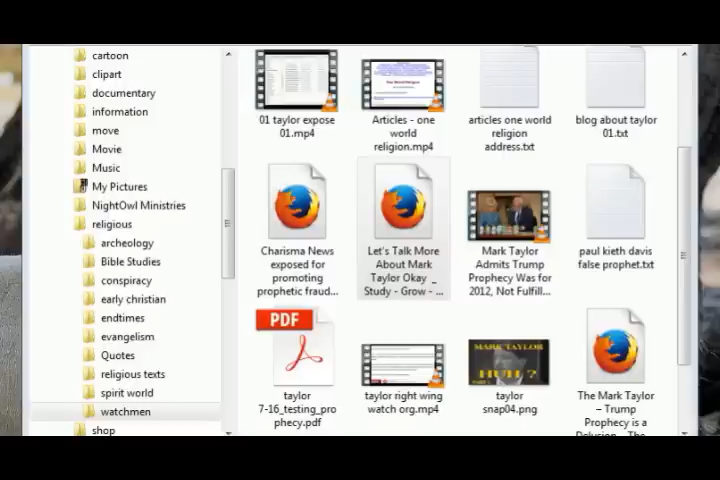 cartoon
clipart
documentary
information
move
Movie
Music
My Pictures
NightOwl Ministries
religious
archeology
Bible Studies
conspiracy
early christian
endtimes
evangelism
Quotes
religious texts
spirit world
watchmen
shop
01 taylor expose
01.mp4
Articles - one
world
religion.mp4
articles one world
religion
address.txt
blog about taylor
01.txt
Charisma News
exposed for
promoting
prophetic fraud...
Let's Talk More
About Mark
Taylor Okay _
Study - Grow - ...
Mark Taylor
Admits Trump
Prophecy Was for
2012, Not Fulfill...
paul kieth davis
false prophet.txt
PDF
taylor
7-16_testing_pro
phecy.pdf
taylor right wing
watch org.mp4
MARK TAYLOR
HUH ?
taylor
snap04.png
The Mark Taylor
– Trump
Prophecy is a
Delusion – The